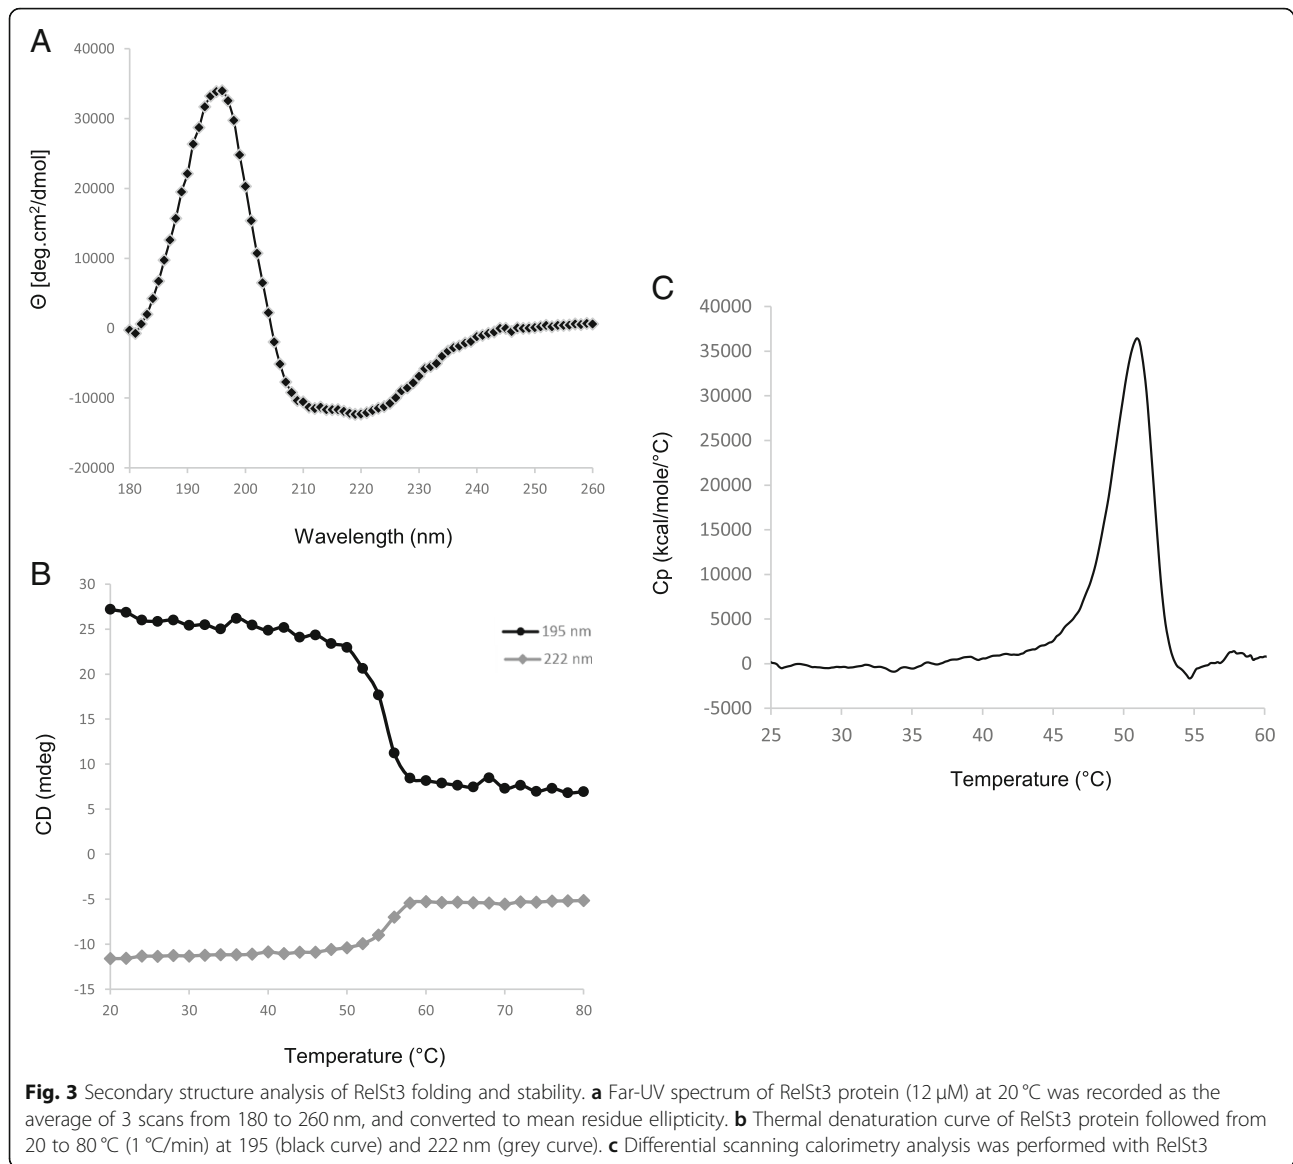 A
40000
30000
20000
10000
0
-10000
-20000
Θ [deg.cm²/dmol]
180 190 200 210 220 230 240 250 260
Wavelength (nm)
B
30
25
20
15
10
5
0
-5
-10
-15
CD (mdeg)
195 nm
222 nm
20 30 40 50 60 70 80
Temperature (°C)
C
40000
35000
30000
25000
20000
15000
10000
5000
0
-5000
Cp (kcal/mole/°C)
25 30 35 40 45 50 55 60
Temperature (°C)
Fig. 3 Secondary structure analysis of RelSt3 folding and stability. a Far-UV spectrum of RelSt3 protein (12 μM) at 20 °C was recorded as the
average of 3 scans from 180 to 260 nm, and converted to mean residue ellipticity. b Thermal denaturation curve of RelSt3 protein followed from
20 to 80 °C (1 °C/min) at 195 (black curve) and 222 nm (grey curve). c Differential scanning calorimetry analysis was performed with RelSt3